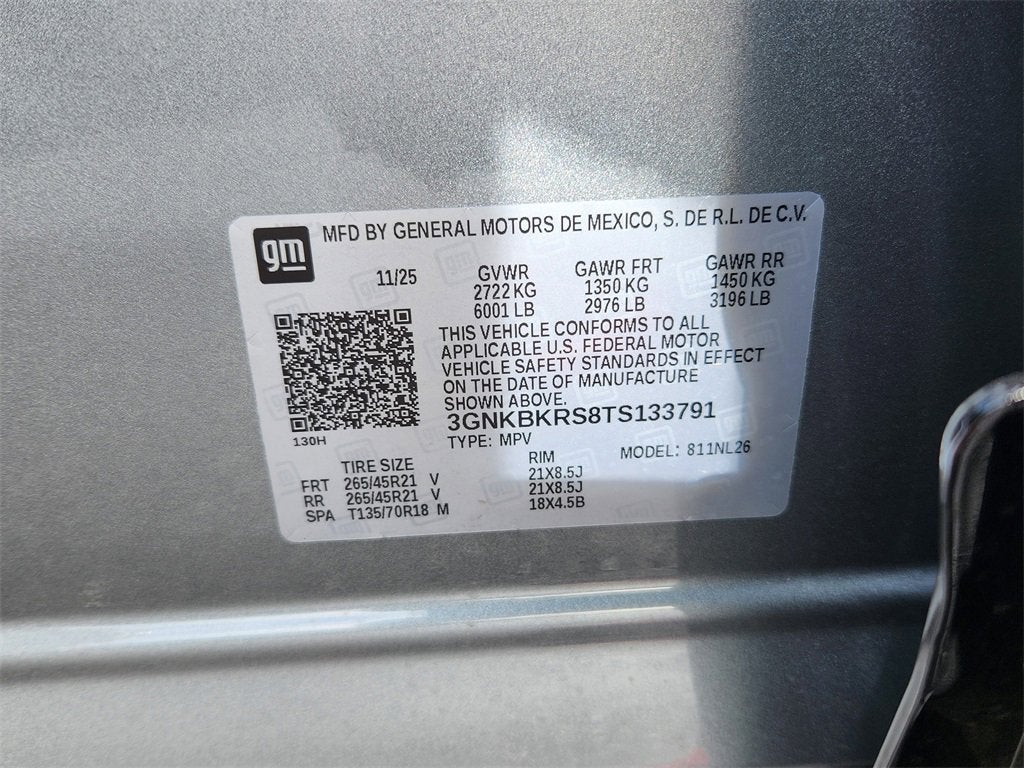 gm
MFD BY GENERAL MOTORS DE MEXICO, S. DE R.L. DE C.V.
11/25 GVWR GAWR FRT GAWR RR
2722 KG 1350 KG 1450 KG
6001 LB 2976 LB 3196 LB
THIS VEHICLE CONFORMS TO ALL
APPLICABLE U.S. FEDERAL MOTOR
VEHICLE SAFETY STANDARDS IN EFFECT
ON THE DATE OF MANUFACTURE
SHOWN ABOVE.
3GNKBKRS8TS133791
130H
TYPE: MPV MODEL: 811NL26
TIRE SIZE RIM
FRT 265/45R21 V 21X8.5J
RR 265/45R21 V 21X8.5J
SPA T135/70R18 M 18X4.5B